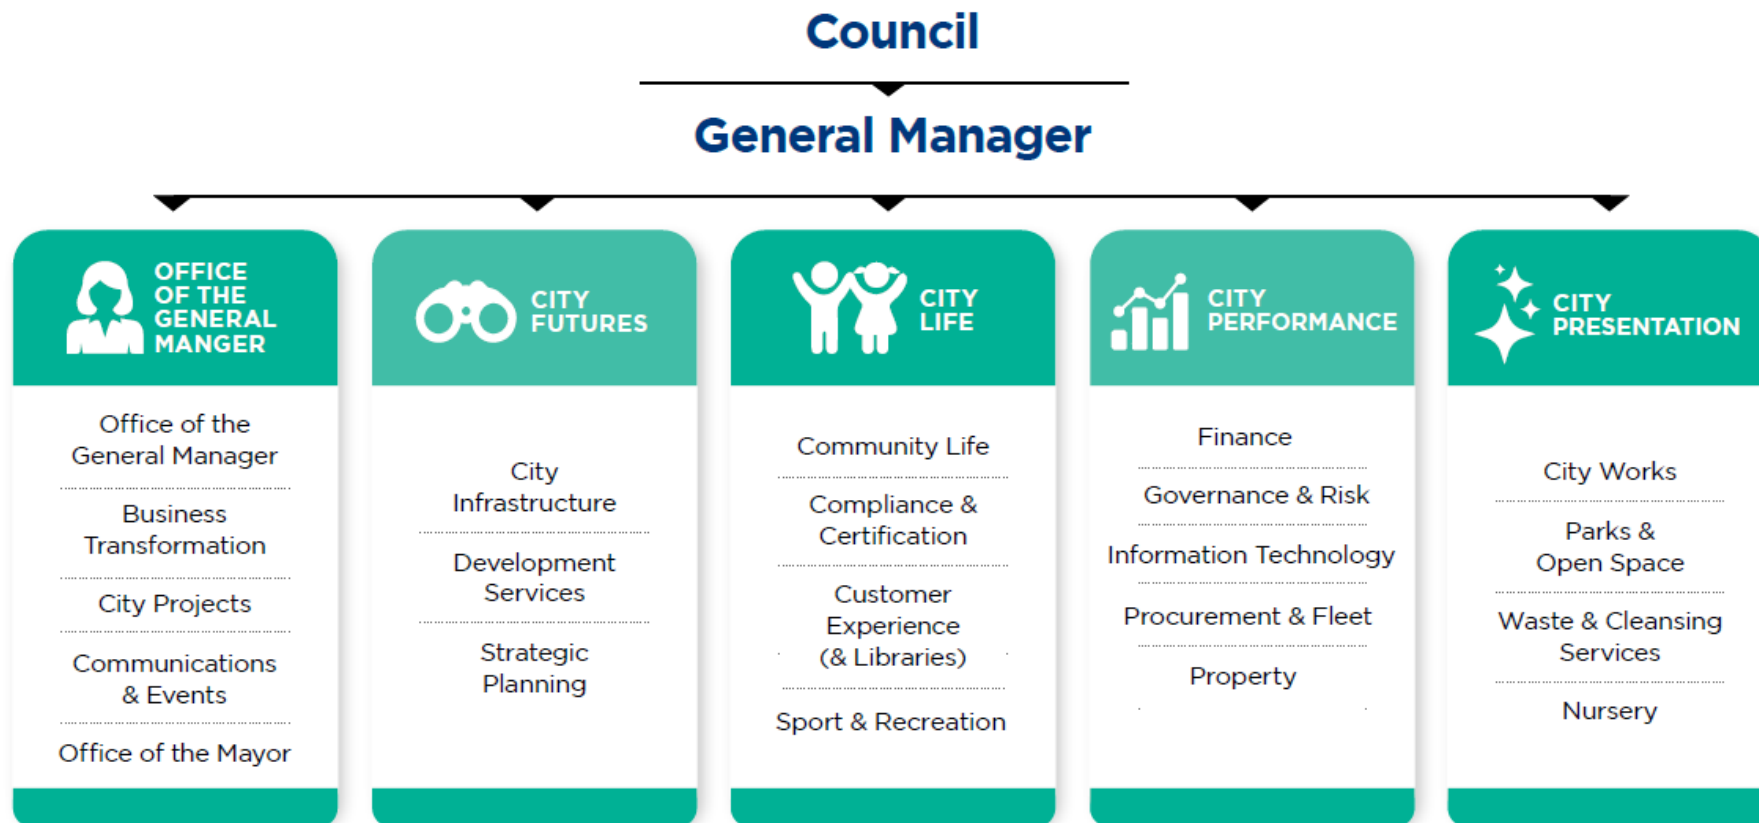 Council
General Manager
OFFICE
OF THE
GENERAL
MANGER
Office of the
General Manager
Business
Transformation
City Projects
Communications
& Events
Office of the Mayor
CITY
FUTURES
City
Infrastructure
Development
Services
Strategic
Planning
CITY
LIFE
Community Life
Compliance &
Certification
Customer
Experience
(& Libraries)
Sport & Recreation
CITY
PERFORMANCE
Finance
Governance & Risk
Information Technology
Procurement & Fleet
Property
CITY
PRESENTATION
City Works
Parks &
Open Space
Waste & Cleansing
Services
Nursery